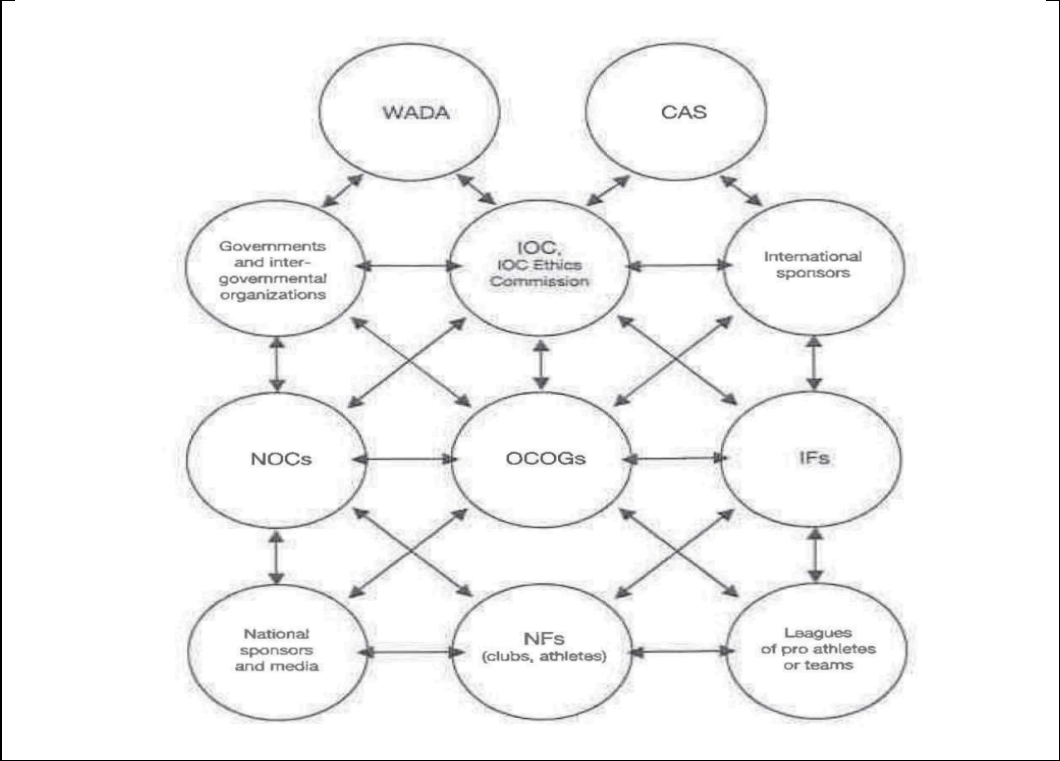 WADA
CAS
Governments
and inter-
governmental
organizations
IOC,
IOC Ethics
Commission
International
sponsors
NOCs
OCOGs
IFs
National
sponsors
and media
NFs
(clubs, athletes)
Leagues
of pro athletes
or teams